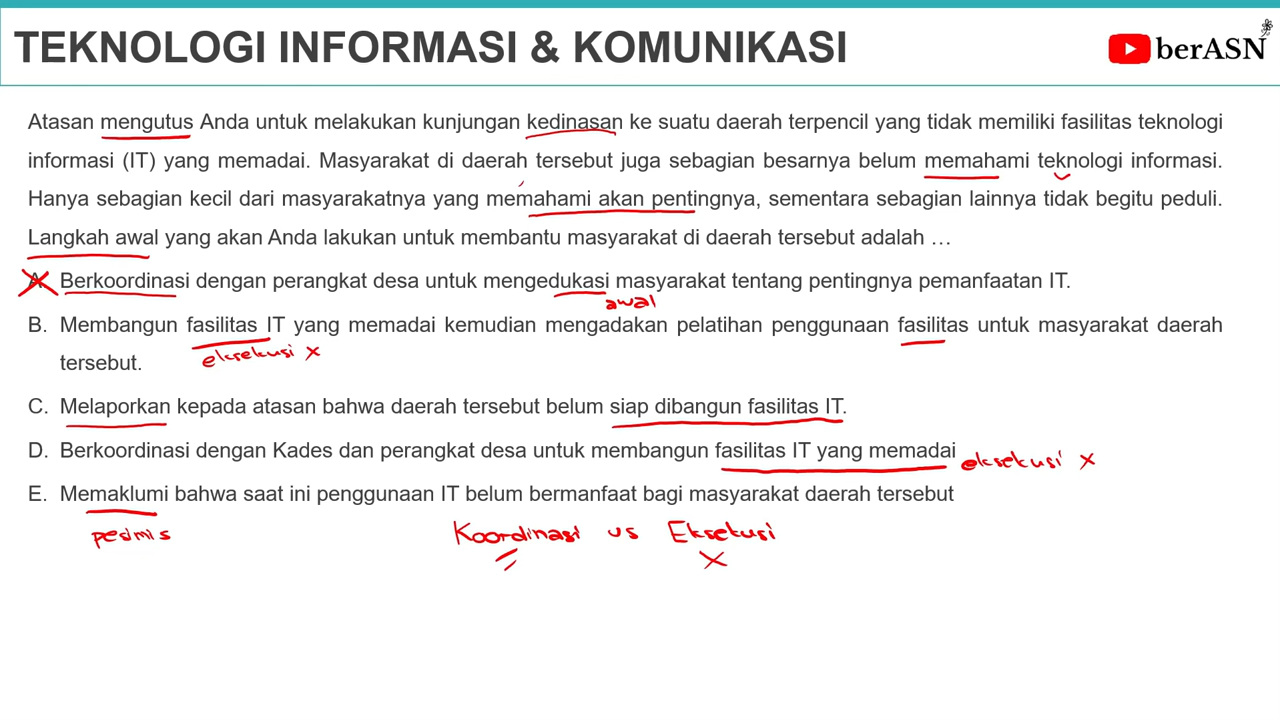 TEKNOLOGI INFORMASI & KOMUNIKASI
berASN
Atasan mengutus Anda untuk melakukan kunjungan kedinasan ke suatu daerah terpencil yang tidak memiliki fasilitas teknologi
informasi (IT) yang memadai. Masyarakat di daerah tersebut juga sebagian besarnya belum memahami teknologi informasi.
Hanya sebagian kecil dari masyarakatnya yang memahami akan pentingnya, sementara sebagian lainnya tidak begitu peduli.
Langkah awal yang akan Anda lakukan untuk membantu masyarakat di daerah tersebut adalah …
A. Berkoordinasi dengan perangkat desa untuk mengedukasi masyarakat tentang pentingnya pemanfaatan IT.
awal
B. Membangun fasilitas IT yang memadai kemudian mengadakan pelatihan penggunaan fasilitas untuk masyarakat daerah
eksekusi x
tersebut.
C. Melaporkan kepada atasan bahwa daerah tersebut belum siap dibangun fasilitas IT.
D. Berkoordinasi dengan Kades dan perangkat desa untuk membangun fasilitas IT yang memadai
eksekusi x
E. Memaklumi bahwa saat ini penggunaan IT belum bermanfaat bagi masyarakat daerah tersebut
pesimis
Koordinasi vs Eksekusi
x